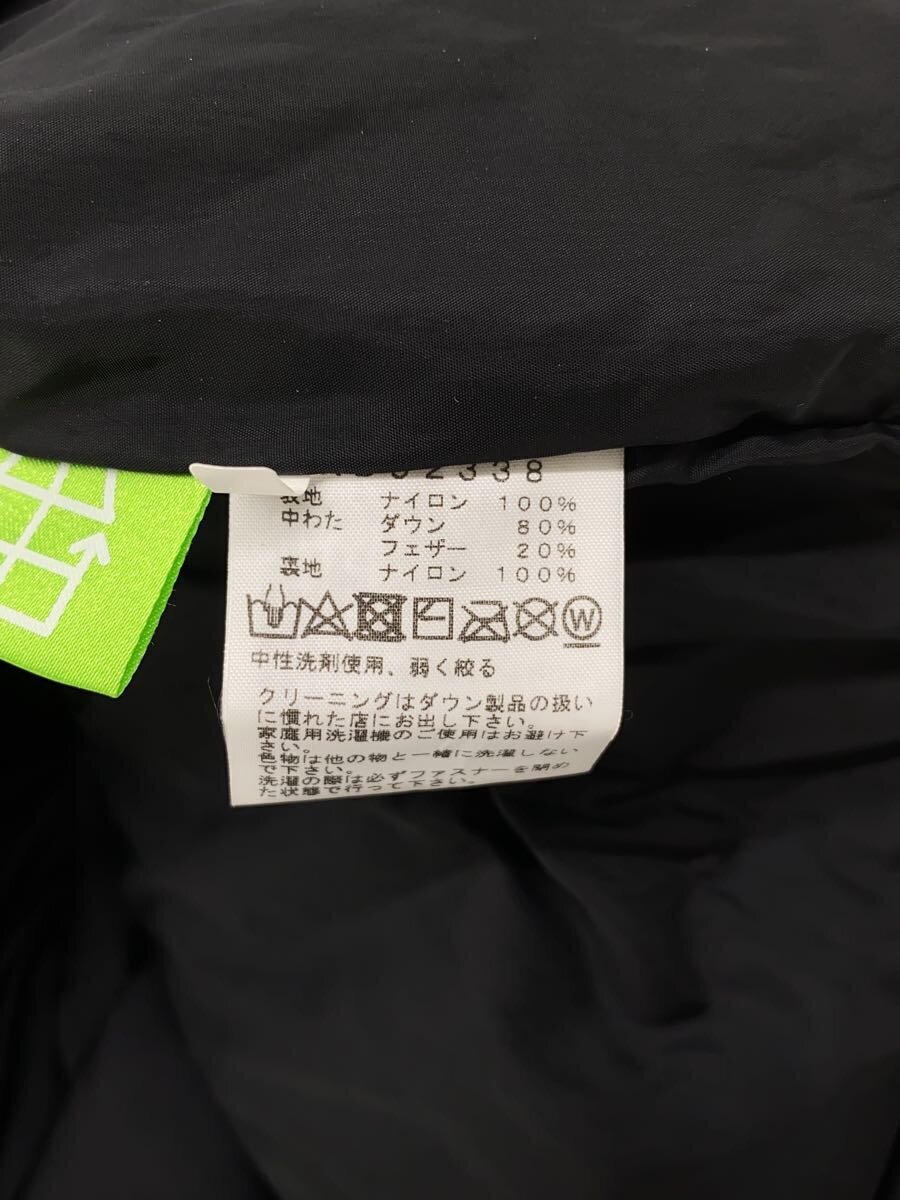 02338
表地 ナイロン 100%
中わた ダウン 80%
フェザー 20%
裏地 ナイロン 100%
W
中性洗剤使用、弱く絞る
クリーニングはダウン製品の扱い
に慣れた店にお出し下さい。
家庭用洗濯機のご使用はお避け下
さい。
色物は他の物と一緒に洗濯しない
で下さい。
洗濯の際は必ずファスナーを閉め
た状態で行って下さい。